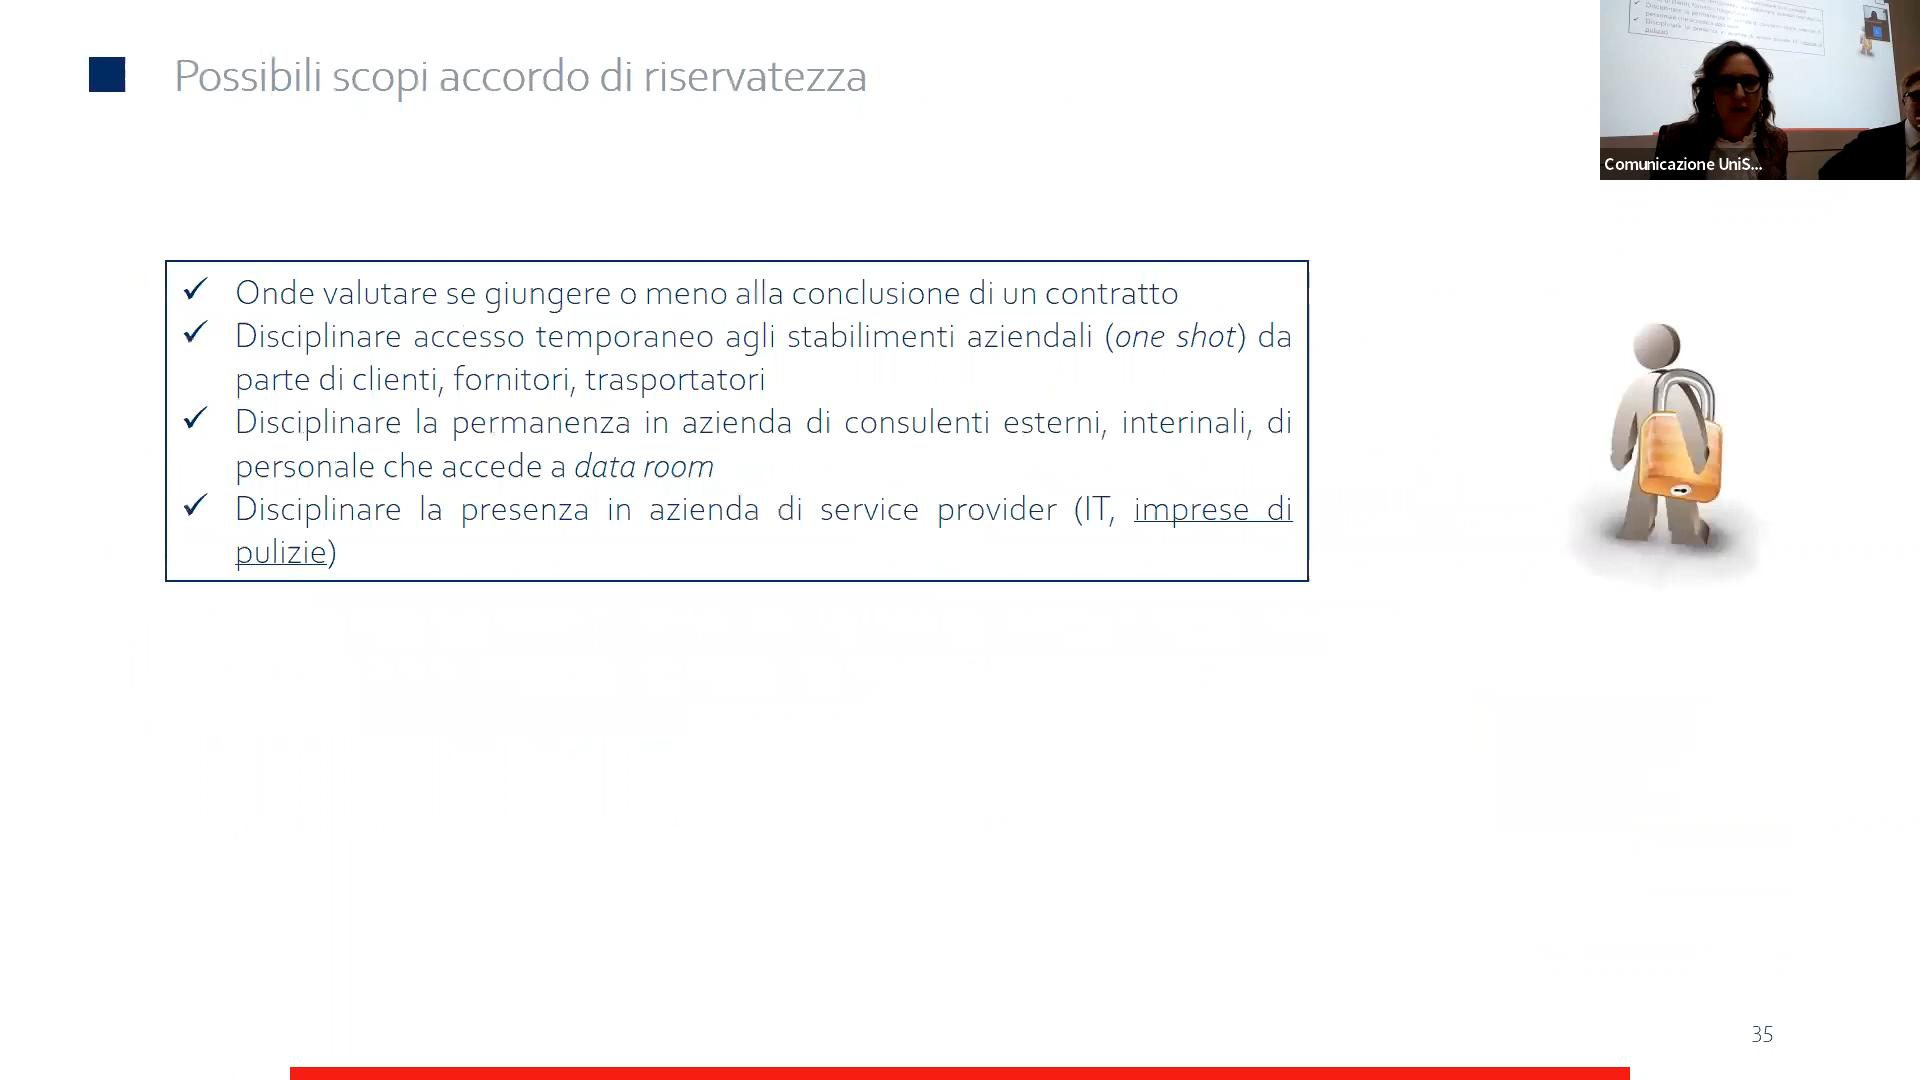 Possibili scopi accordo di riservatezza
Comunicazione UniS...
✓ Onde valutare se giungere o meno alla conclusione di un contratto
✓ Disciplinare accesso temporaneo agli stabilimenti aziendali (one shot) da
parte di clienti, fornitori, trasportatori
✓ Disciplinare la permanenza in azienda di consulenti esterni, interinali, di
personale che accede a data room
✓ Disciplinare la presenza in azienda di service provider (IT, imprese di
pulizie)
35